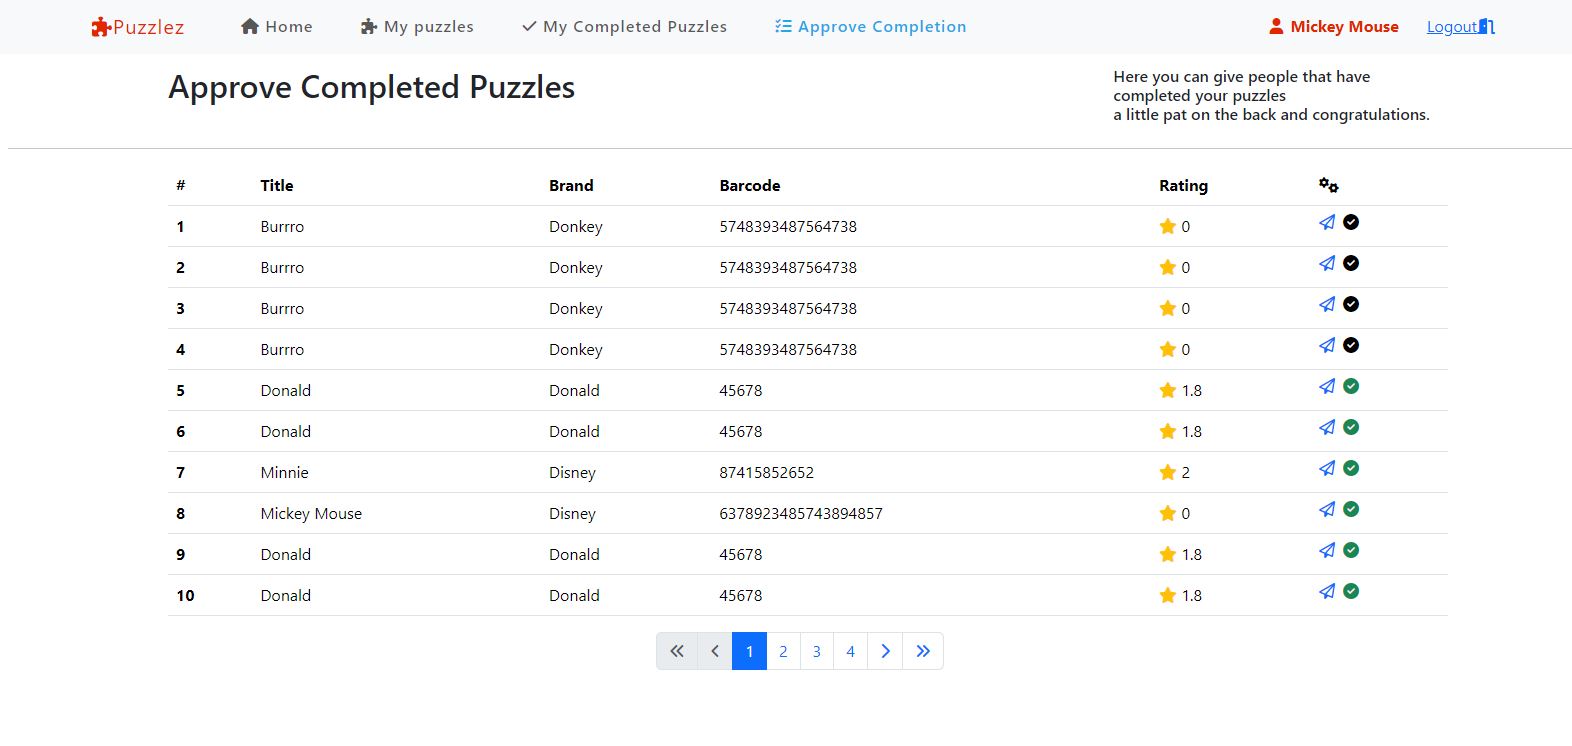 Puzzlez Home My puzzles My Completed Puzzles Approve Completion Mickey Mouse Logout
Approve Completed Puzzles
Here you can give people that have
completed your puzzles
a little pat on the back and congratulations.
# Title Brand Barcode Rating
1 Burrro Donkey 5748393487564738 0
2 Burrro Donkey 5748393487564738 0
3 Burrro Donkey 5748393487564738 0
4 Burrro Donkey 5748393487564738 0
5 Donald Donald 45678 1.8
6 Donald Donald 45678 1.8
7 Minnie Disney 87415852652 2
8 Mickey Mouse Disney 6378923485743894857 0
9 Donald Donald 45678 1.8
10 Donald Donald 45678 1.8
« ‹ 1 2 3 4 › »